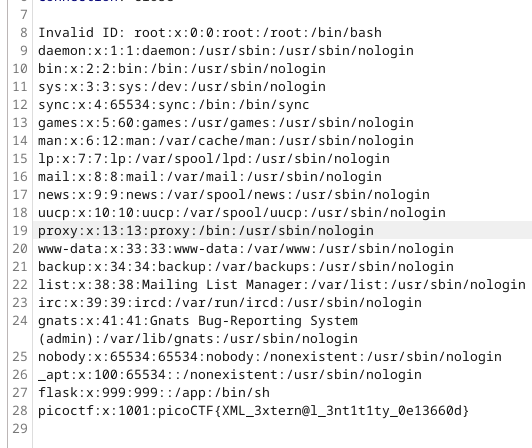 7
8 Invalid ID: root:x:0:0:root:/root:/bin/bash
9 daemon:x:1:1:daemon:/usr/sbin:/usr/sbin/nologin
10 bin:x:2:2:bin:/bin:/usr/sbin/nologin
11 sys:x:3:3:sys:/dev:/usr/sbin/nologin
12 sync:x:4:65534:sync:/bin:/bin/sync
13 games:x:5:60:games:/usr/games:/usr/sbin/nologin
14 man:x:6:12:man:/var/cache/man:/usr/sbin/nologin
15 lp:x:7:7:lp:/var/spool/lpd:/usr/sbin/nologin
16 mail:x:8:8:mail:/var/mail:/usr/sbin/nologin
17 news:x:9:9:news:/var/spool/news:/usr/sbin/nologin
18 uucp:x:10:10:uucp:/var/spool/uucp:/usr/sbin/nologin
19 proxy:x:13:13:proxy:/bin:/usr/sbin/nologin
20 www-data:x:33:33:www-data:/var/www:/usr/sbin/nologin
21 backup:x:34:34:backup:/var/backups:/usr/sbin/nologin
22 list:x:38:38:Mailing List Manager:/var/list:/usr/sbin/nologin
23 irc:x:39:39:ircd:/var/run/ircd:/usr/sbin/nologin
24 gnats:x:41:41:Gnats Bug-Reporting System
(admin):/var/lib/gnats:/usr/sbin/nologin
25 nobody:x:65534:65534:nobody:/nonexistent:/usr/sbin/nologin
26 _apt:x:100:65534::/nonexistent:/usr/sbin/nologin
27 flask:x:999:999::/app:/bin/sh
28 picoctf:x:1001:picoCTF{XML_3xtern@l_3nt1t1ty_0e13660d}
29